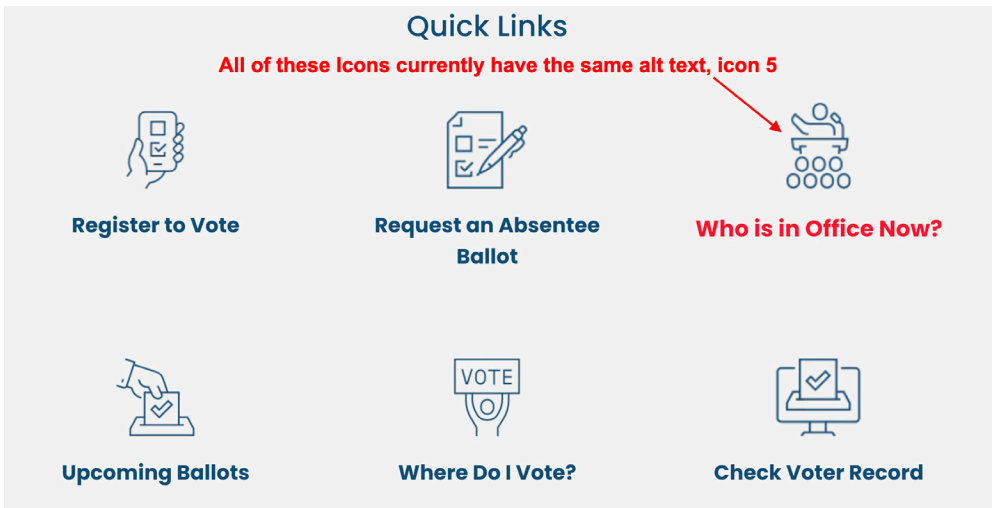 Quick Links
All of these Icons currently have the same alt text, icon 5
Register to Vote
Request an Absentee
Ballot
Who is in Office Now?
VOTE
Upcoming Ballots
Where Do I Vote?
Check Voter Record